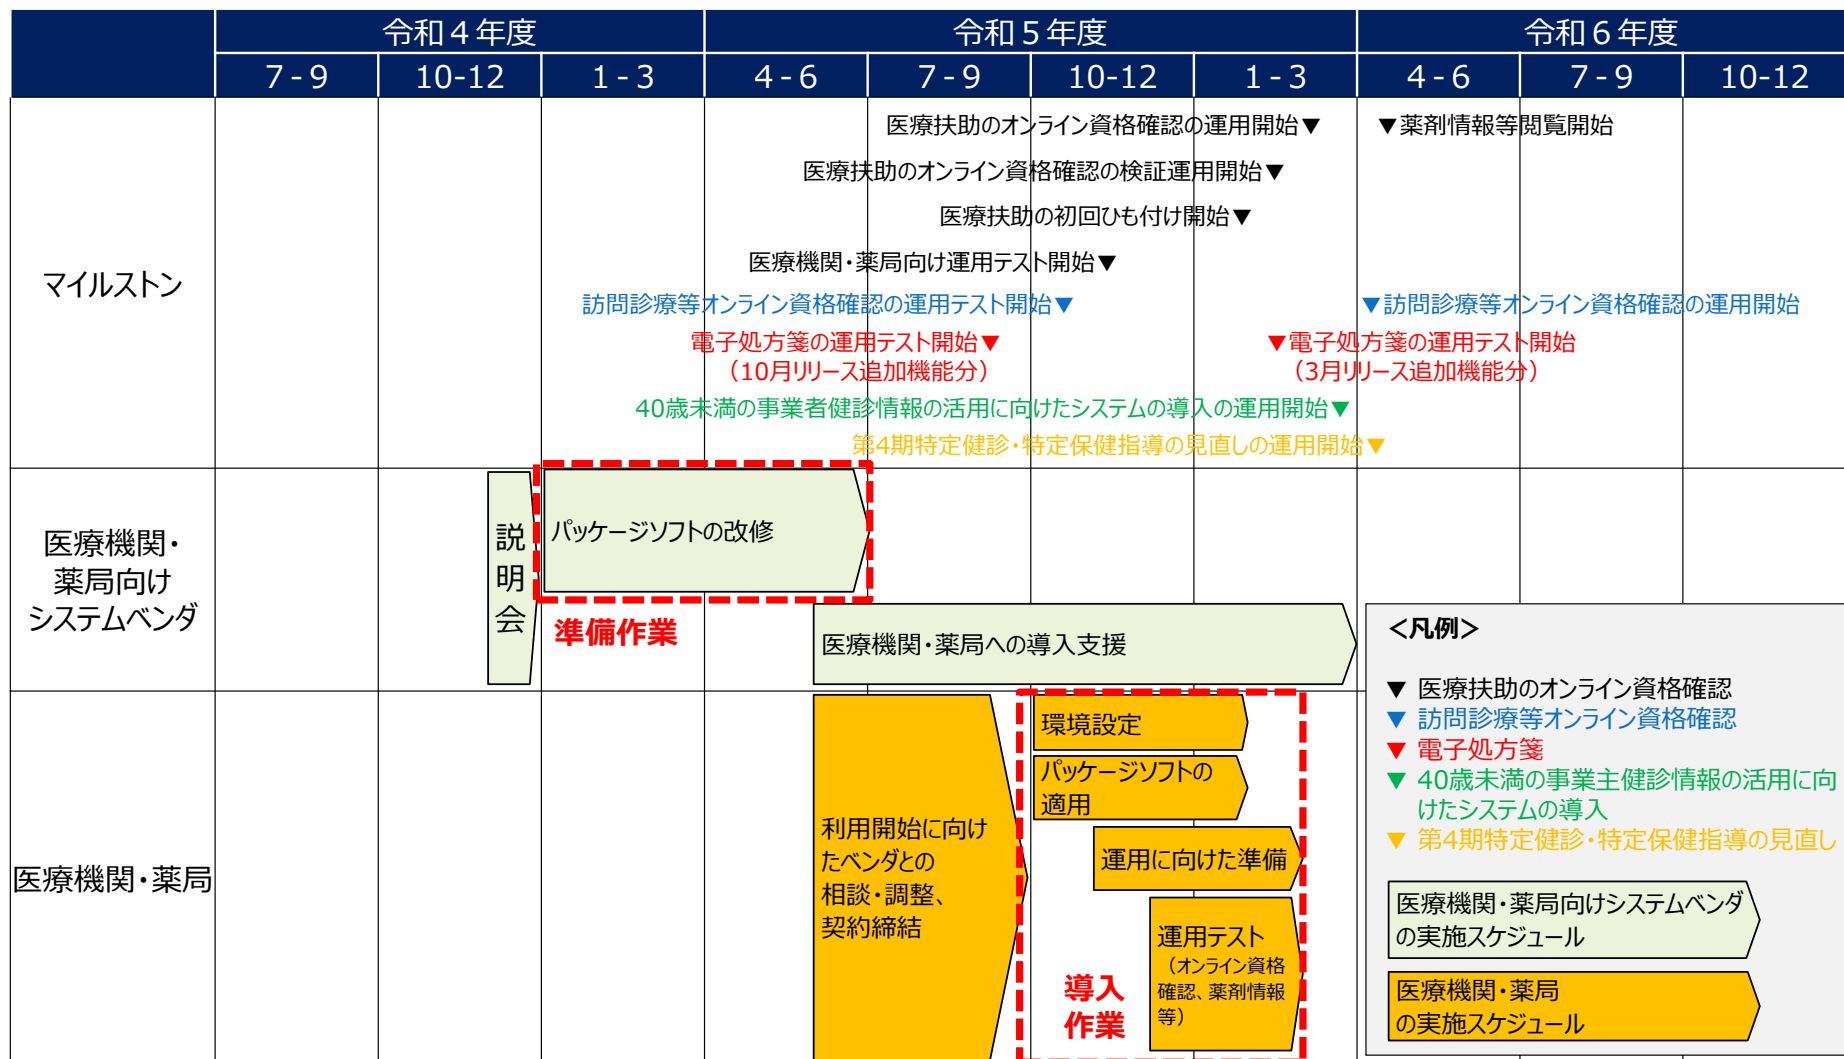 令和４年度
令和５年度
令和６年度
7-9
10-12
1-3
4-6
7-9
10-12
1-3
4-6
7-9
10-12
マイルストン
医療扶助のオンライン資格確認の運用開始▼
▼薬剤情報等閲覧開始
医療扶助のオンライン資格確認の検証運用開始▼
医療扶助の初回ひも付け開始▼
医療機関・薬局向け運用テスト開始▼
訪問診療等オンライン資格確認の運用テスト開始▼
▼訪問診療等オンライン資格確認の運用開始
電子処方箋の運用テスト開始▼
（10月リリース追加機能分）
▼電子処方箋の運用テスト開始
（3月リリース追加機能分）
40歳未満の事業者健診情報の活用に向けたシステムの導入の運用開始▼
第4期特定健診・特定保健指導の見直しの運用開始▼
医療機関・
薬局向け
システムベンダ
説明会
パッケージソフトの改修
準備作業
医療機関・薬局への導入支援
医療機関・薬局
利用開始に向け
たベンダとの
相談・調整、
契約締結
環境設定
パッケージソフトの
適用
運用に向けた準備
運用テスト
（オンライン資格
確認、薬剤情報
等）
導入
作業
＜凡例＞
▼ 医療扶助のオンライン資格確認
▼ 訪問診療等オンライン資格確認
▼ 電子処方箋
▼ 40歳未満の事業主健診情報の活用に向
けたシステムの導入
▼ 第4期特定健診・特定保健指導の見直し
医療機関・薬局向けシステムベンダ
の実施スケジュール
医療機関・薬局
の実施スケジュール